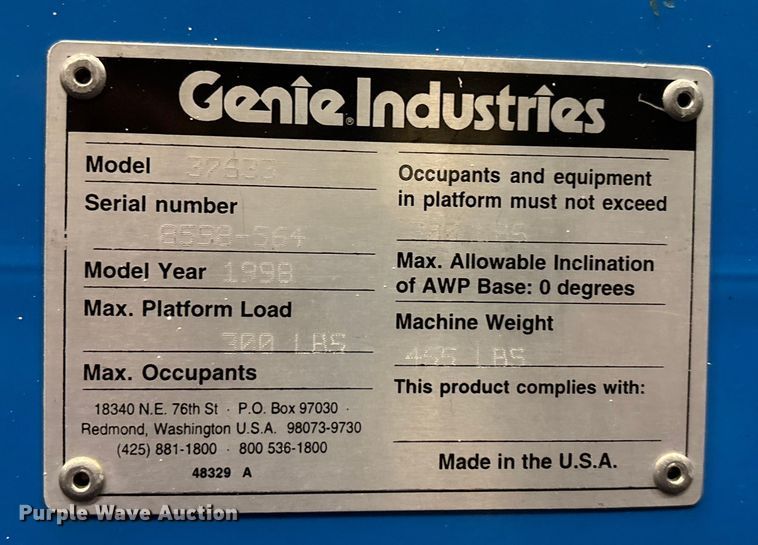 Genie® Industries
Model 37633
Serial number
8598-564
Model Year 1998
Max. Platform Load
300 LBS
Max. Occupants
18340 N.E. 76th St · P.O. Box 97030 ·
Redmond, Washington U.S.A. 98073-9730
(425) 881-1800 · 800 536-1800
48329 A
Occupants and equipment
in platform must not exceed
300 LBS
Max. Allowable Inclination
of AWP Base: 0 degrees
Machine Weight
455 LBS
This product complies with:
Made in the U.S.A.
Purple Wave Auction